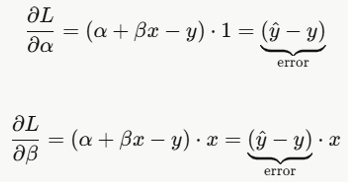 ∂L/∂α = (α + βx − y) · 1 = (ŷ − y)
error
∂L/∂β = (α + βx − y) · x = (ŷ − y) · x
error